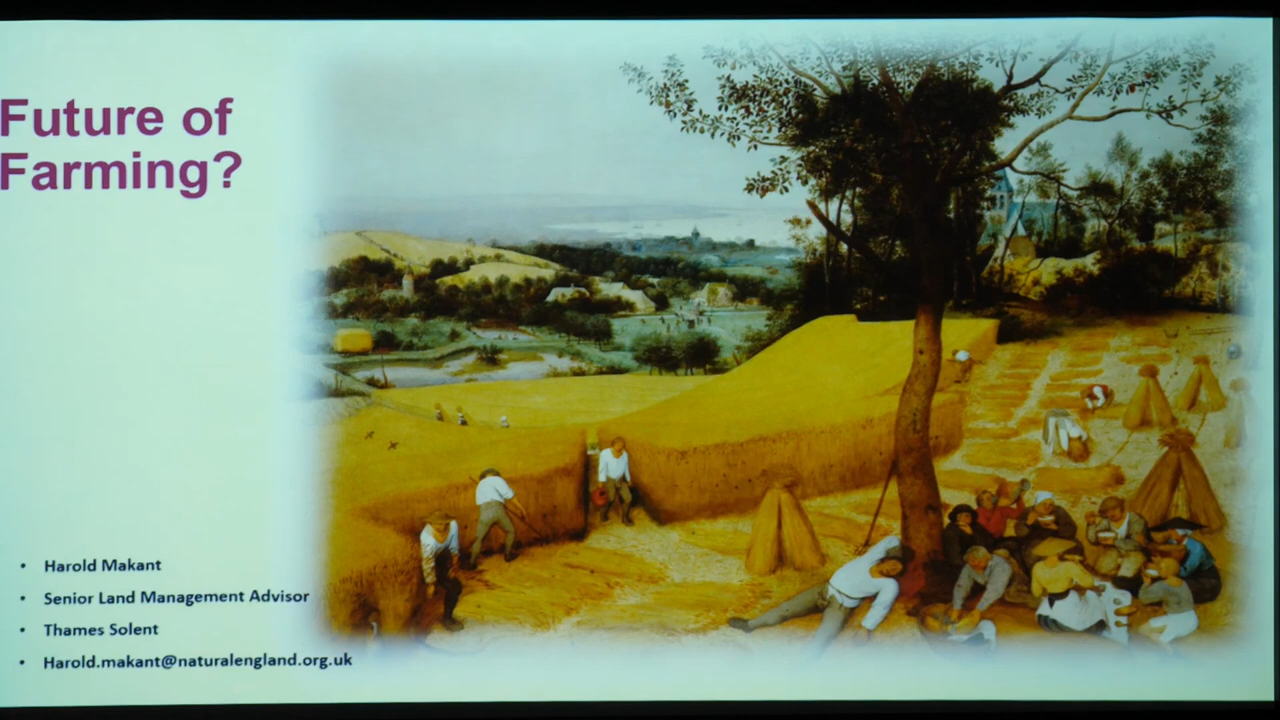 Future of
Farming?
• Harold Makant
• Senior Land Management Advisor
• Thames Solent
• Harold.makant@naturalengland.org.uk